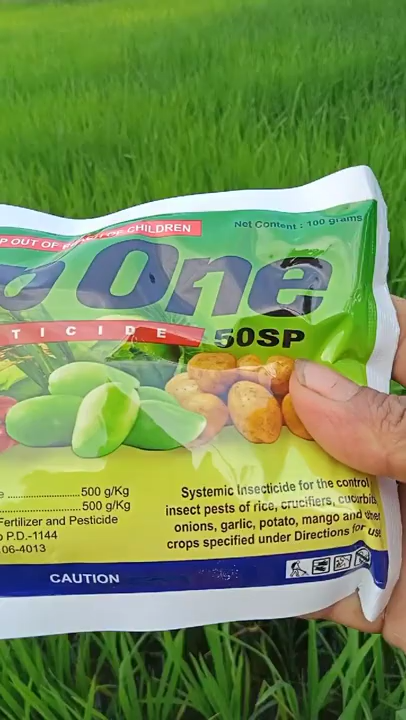 P OUT OF REACH OF CHILDREN
Net Content : 100 grams
o One
TICIDE
50SP
e ........................ 500 g/Kg
........................ 500 g/Kg
Fertilizer and Pesticide
o P.D.-1144
06-4013
Systemic Insecticide for the control
insect pests of rice, crucifiers, cucurbits,
onions, garlic, potato, mango and other
crops specified under Directions for use
CAUTION